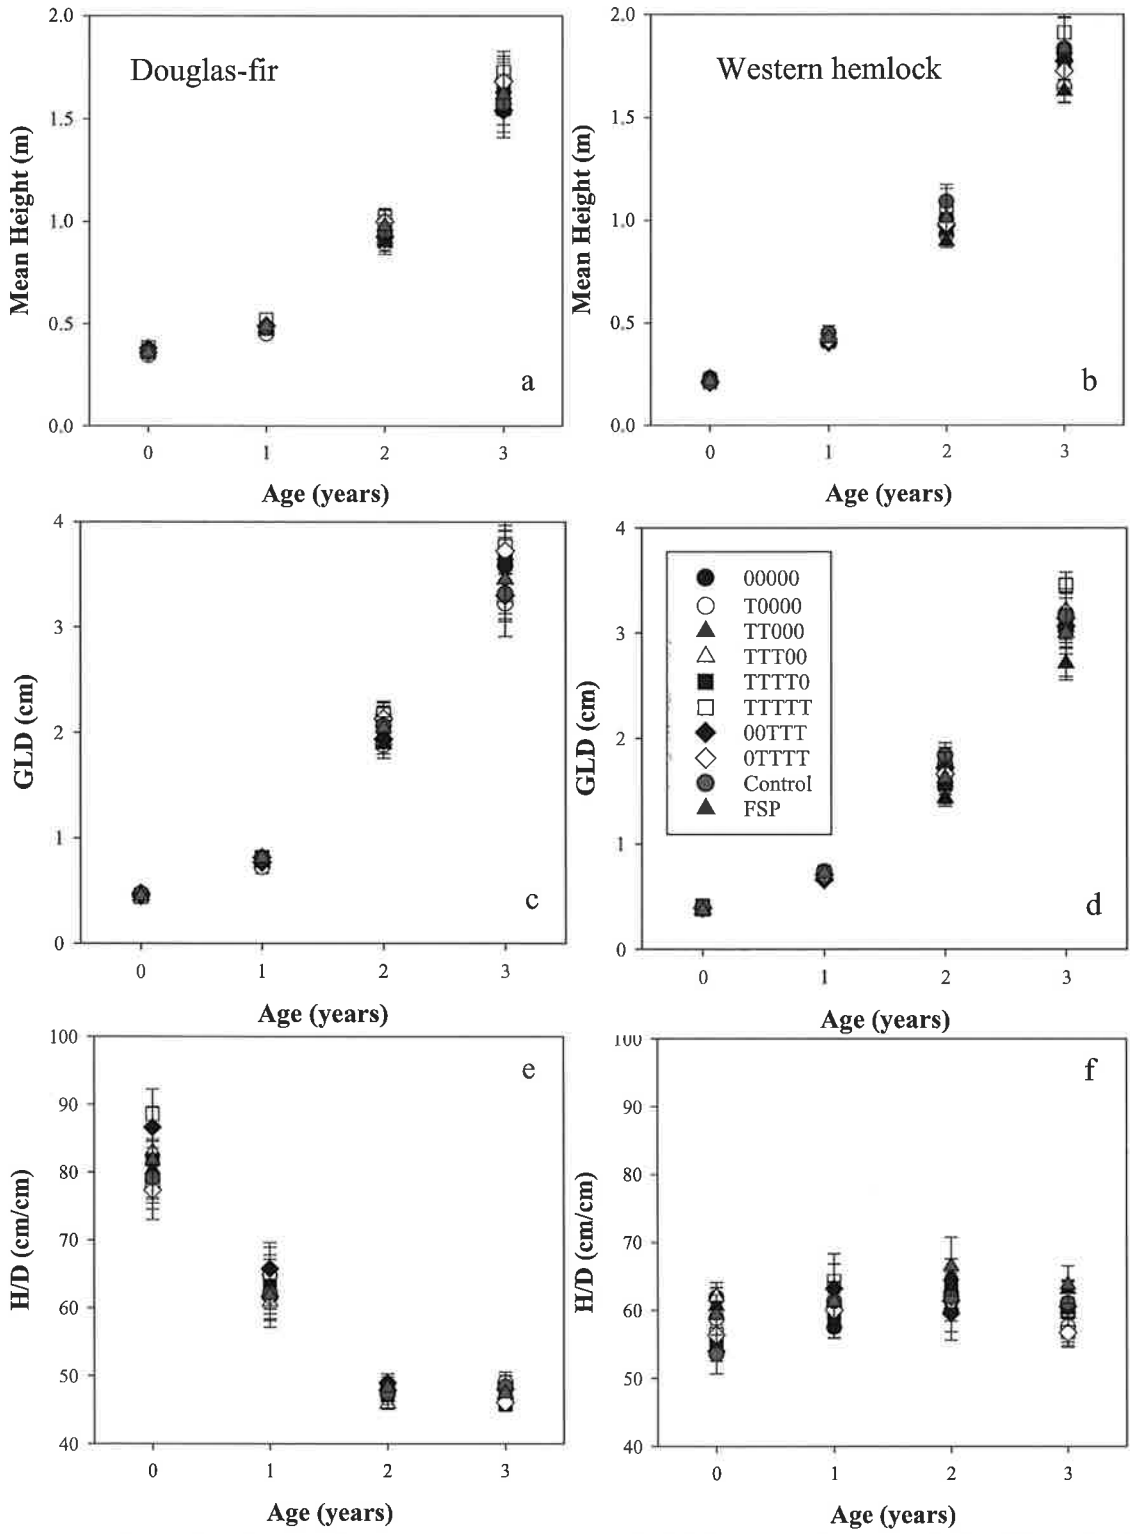 Douglas-fir
Mean Height (m)
2.0
1.5
1.0
0.5
0.0
a
0 1 2 3
Age (years)
Western hemlock
Mean Height (m)
2.0
1.5
1.0
0.5
0.0
b
0 1 2 3
Age (years)
GLD (cm)
4
3
2
1
0
c
0 1 2 3
Age (years)
GLD (cm)
4
3
2
1
0
00000
T0000
TT000
TTT00
TTTT0
TTTTT
00TTT
0TTTT
Control
FSP
d
0 1 2 3
Age (years)
H/D (cm/cm)
100
90
80
70
60
50
40
e
0 1 2 3
Age (years)
H/D (cm/cm)
100
90
80
70
60
50
40
f
0 1 2 3
Age (years)